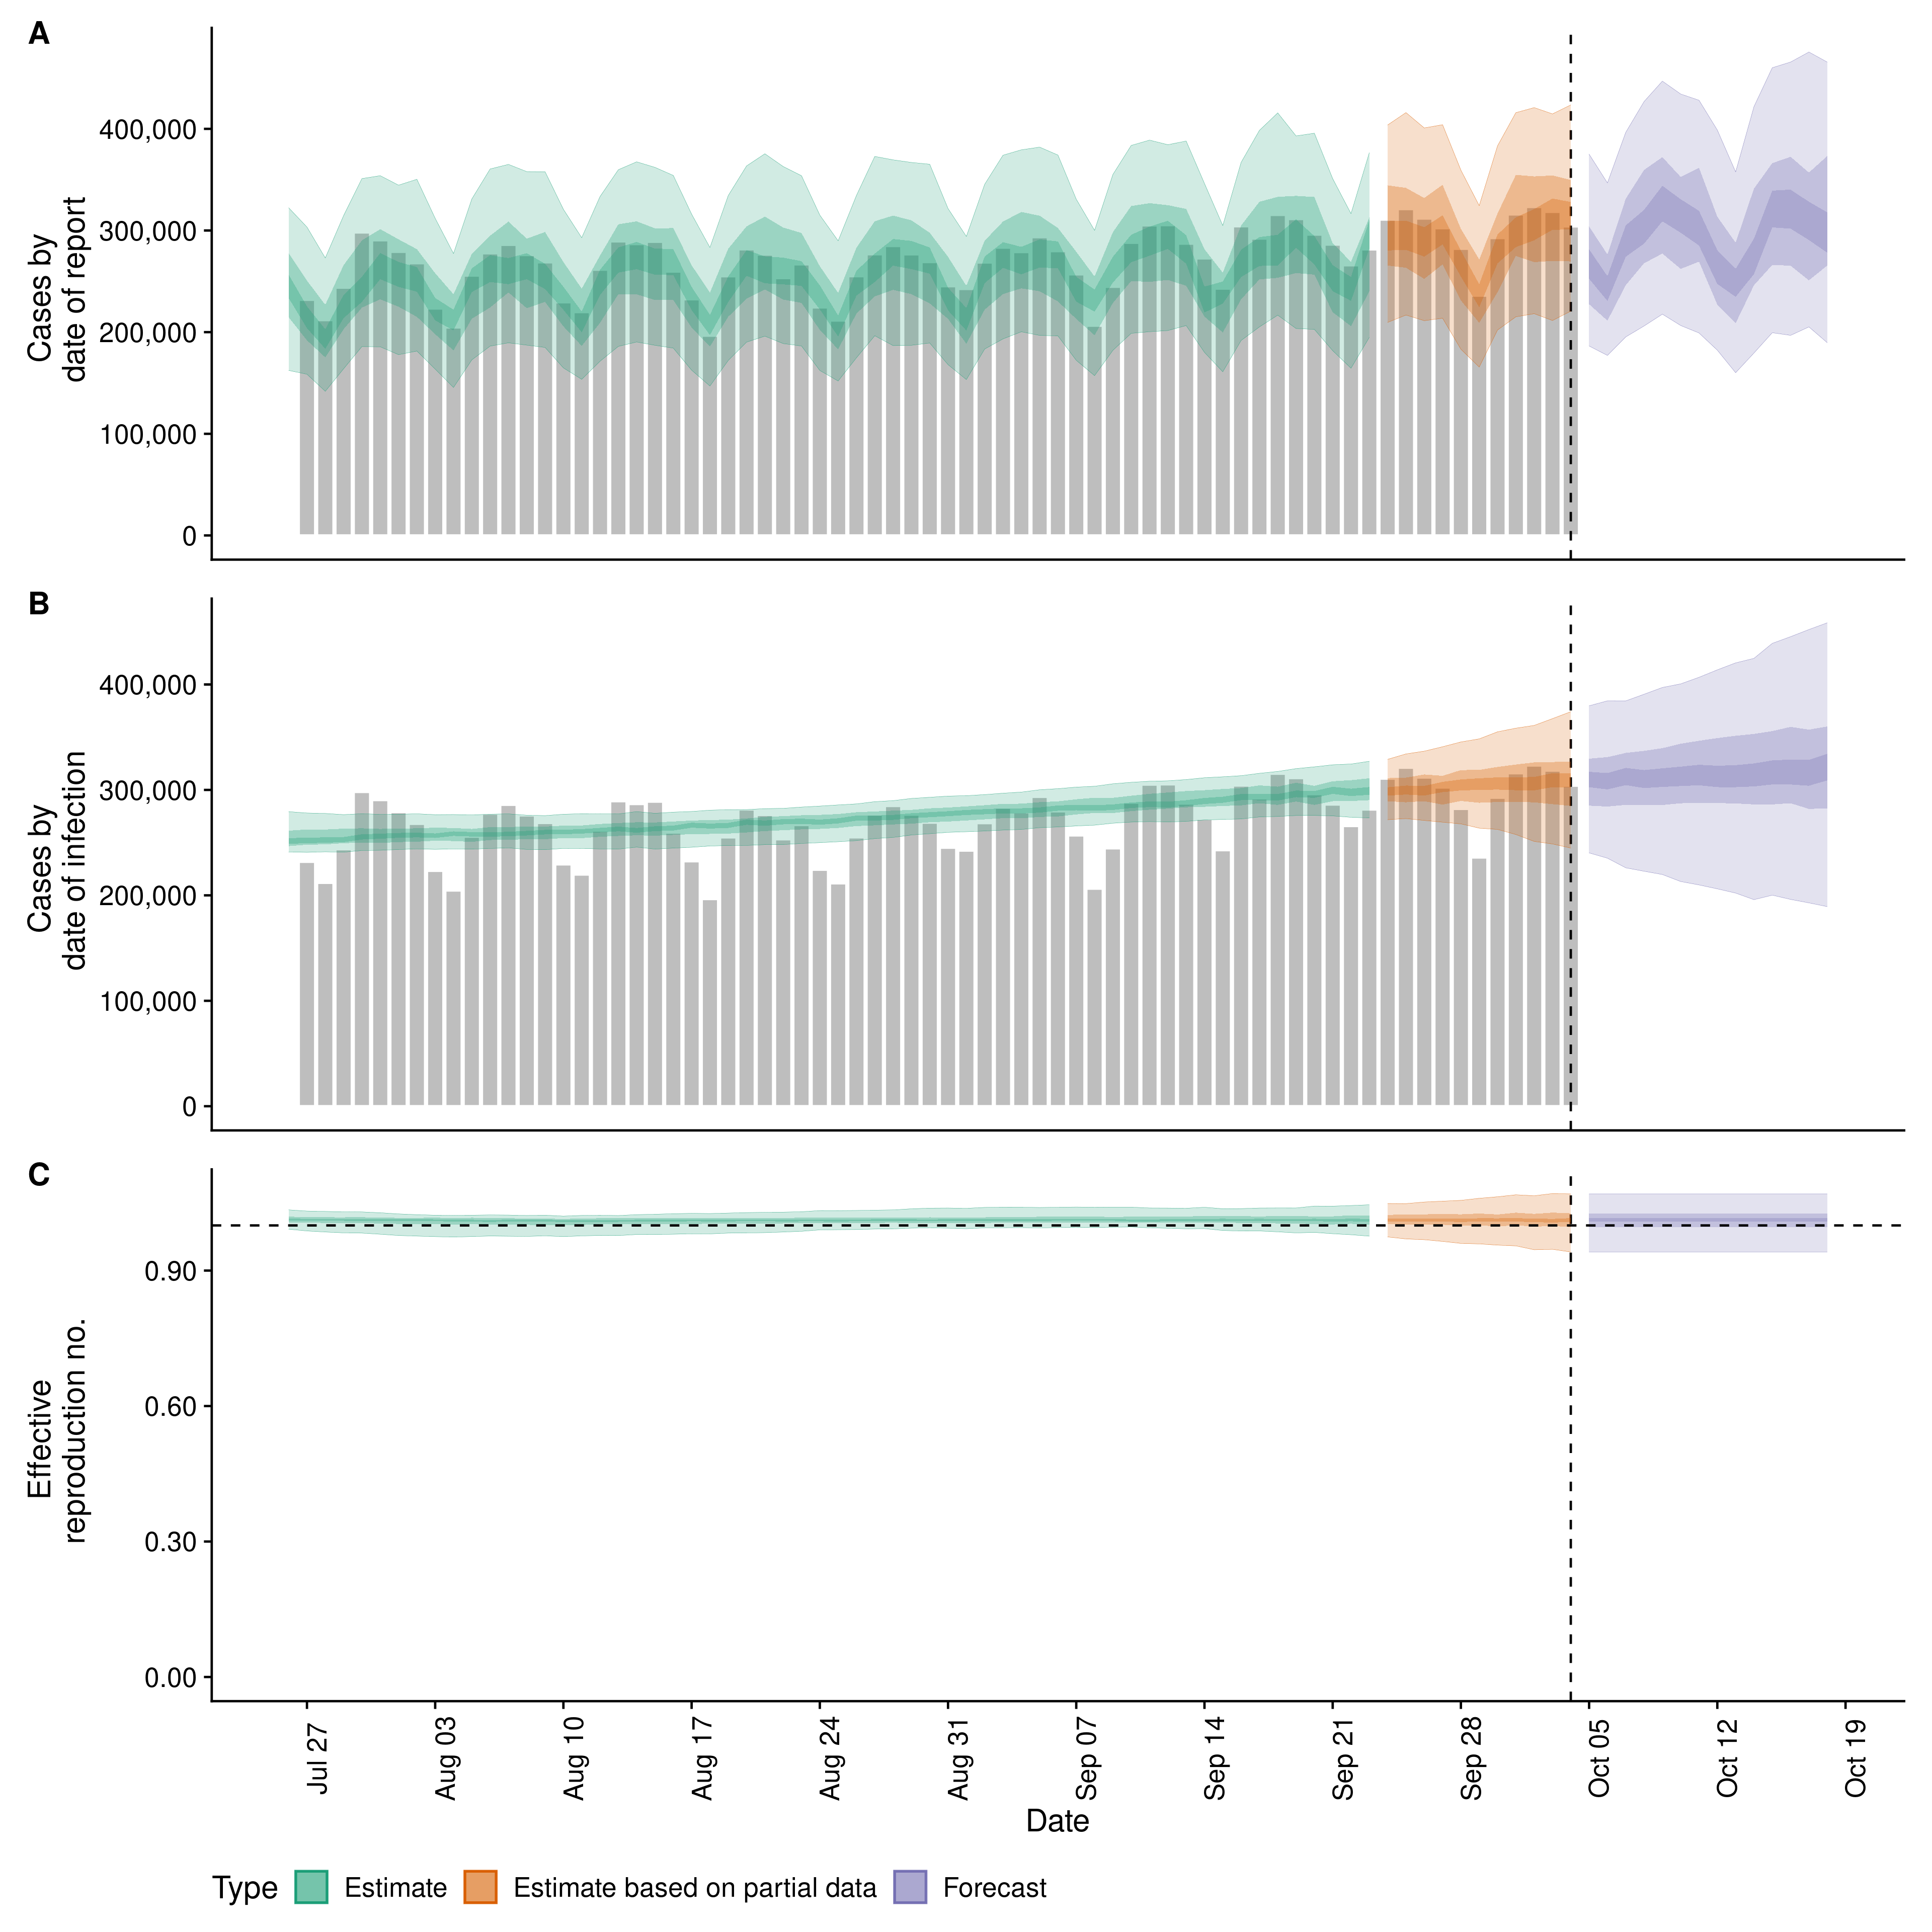 A
Cases by
date of report
400,000
300,000
200,000
100,000
0
B
Cases by
date of infection
400,000
300,000
200,000
100,000
0
C
Effective
reproduction no.
0.90
0.60
0.30
0.00
Jul 27
Aug 03
Aug 10
Aug 17
Aug 24
Aug 31
Sep 07
Sep 14
Sep 21
Sep 28
Oct 05
Oct 12
Oct 19
Date
Type Estimate Estimate based on partial data Forecast